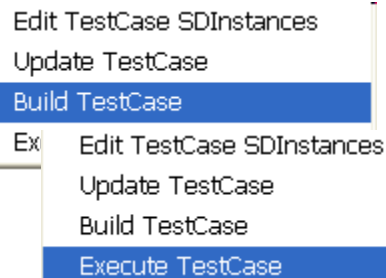 Edit TestCase SDInstances
Update TestCase
Build TestCase
Ex
Edit TestCase SDInstances
Update TestCase
Build TestCase
Execute TestCase